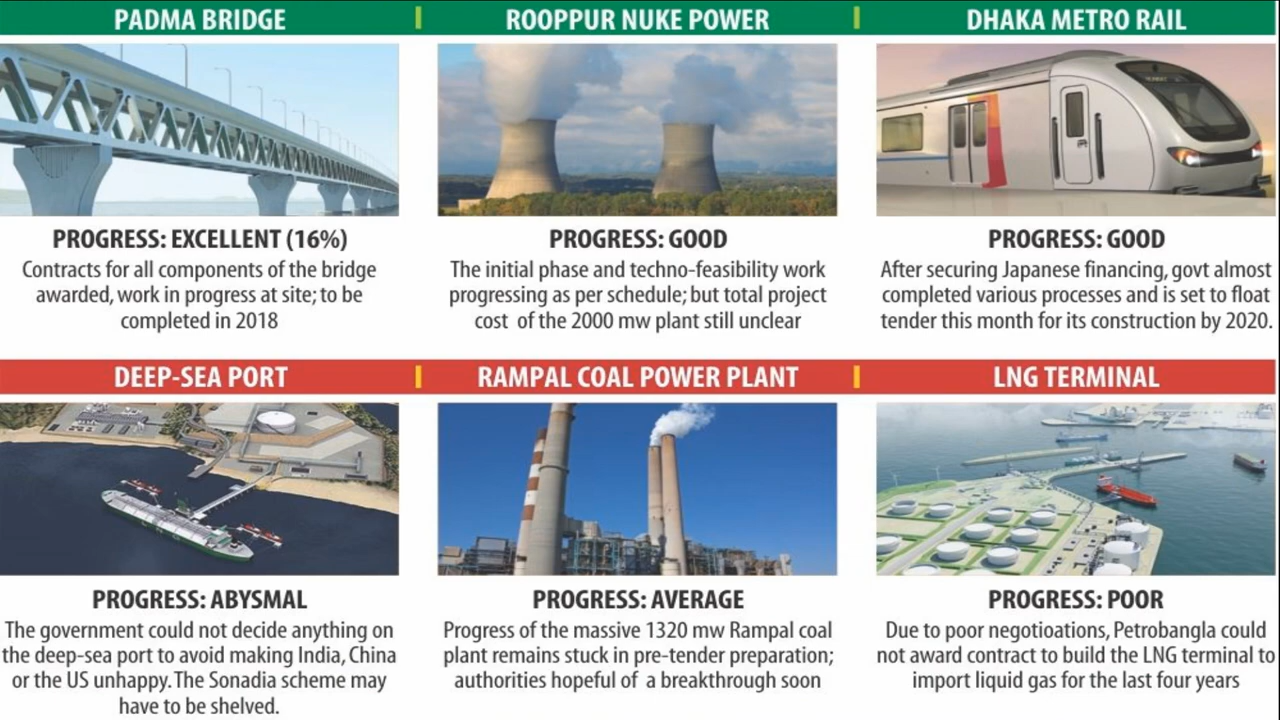 PADMA BRIDGE
ROOPPUR NUKE POWER
DHAKA METRO RAIL
PROGRESS: EXCELLENT (16%)
Contracts for all components of the bridge
awarded, work in progress at site; to be
completed in 2018
PROGRESS: GOOD
The initial phase and techno-feasibility work
progressing as per schedule; but total project
cost of the 2000 mw plant still unclear
PROGRESS: GOOD
After securing Japanese financing, govt almost
completed various processes and is set to float
tender this month for its construction by 2020.
DEEP-SEA PORT
RAMPAL COAL POWER PLANT
LNG TERMINAL
PROGRESS: ABYSMAL
The government could not decide anything on
the deep-sea port to avoid making India, China
or the US unhappy. The Sonadia scheme may
have to be shelved.
PROGRESS: AVERAGE
Progress of the massive 1320 mw Rampal coal
plant remains stuck in pre-tender preparation;
authorities hopeful of a breakthrough soon
PROGRESS: POOR
Due to poor negotioations, Petrobangla could
not award contract to build the LNG terminal to
import liquid gas for the last four years